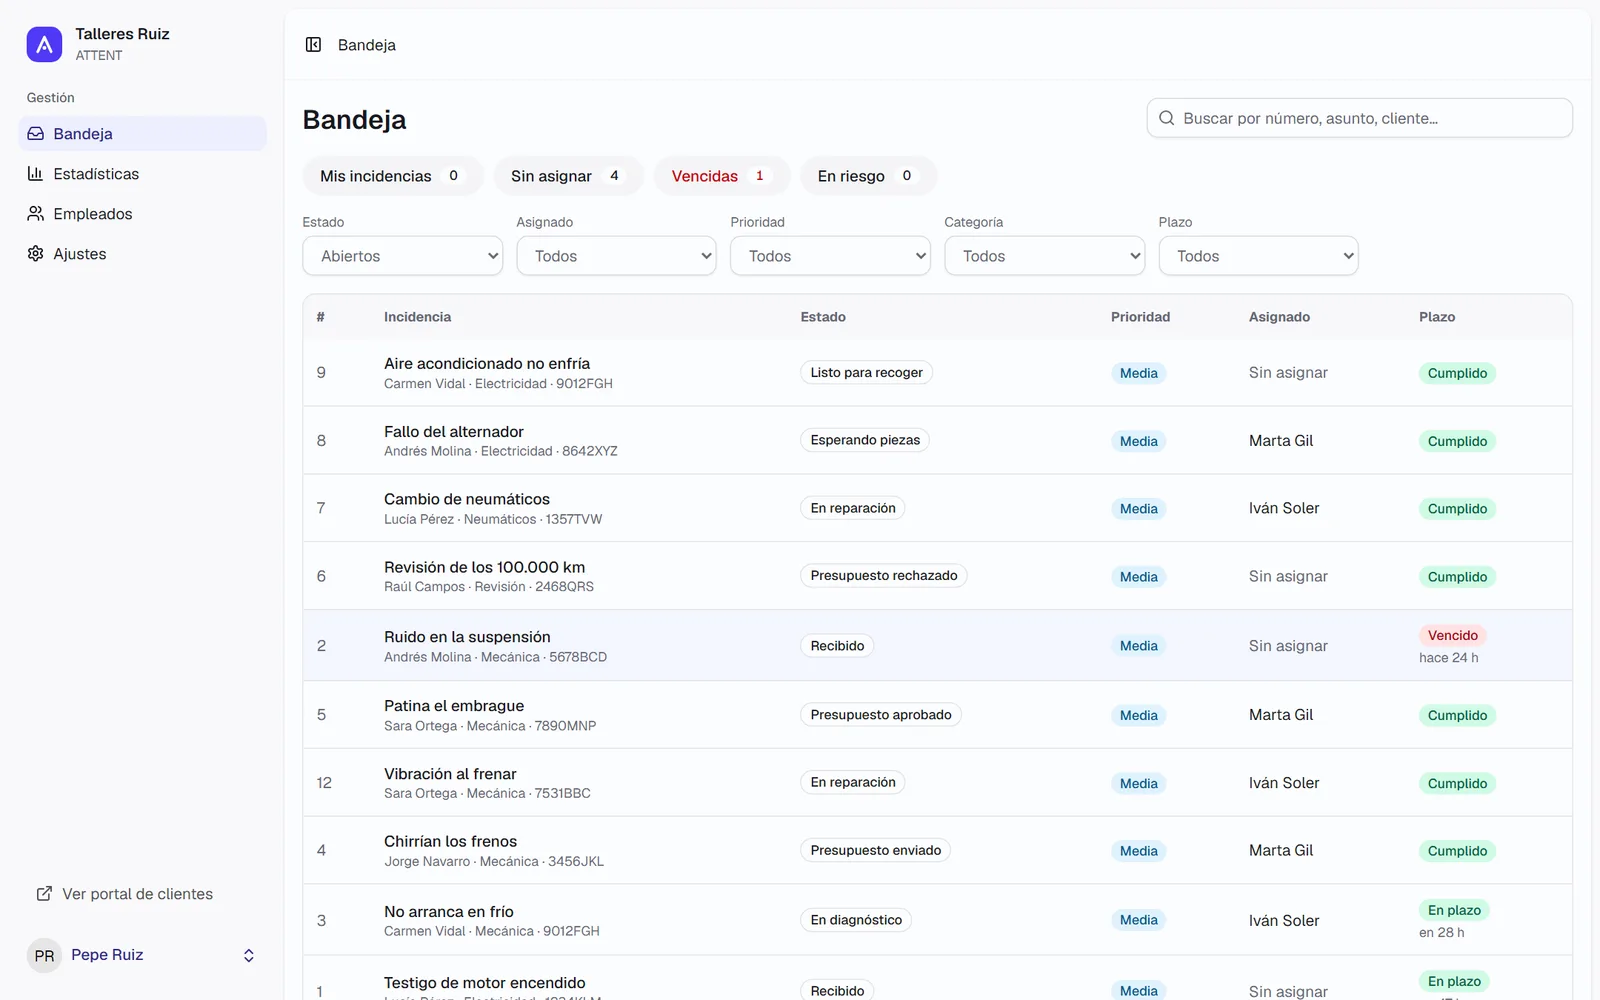 Talleres Ruiz
ATTENT
Gestión
Bandeja
Estadísticas
Empleados
Ajustes
Ver portal de clientes
PR Pepe Ruiz
Bandeja
Bandeja
Buscar por número, asunto, cliente...
Mis incidencias 0 Sin asignar 4 Vencidas 1 En riesgo 0
Estado Asignado Prioridad Categoría Plazo
Abiertos Todos Todos Todos Todos
# Incidencia Estado Prioridad Asignado Plazo
9 Aire acondicionado no enfría Listo para recoger Media Sin asignar Cumplido
Carmen Vidal · Electricidad · 9012FGH
8 Fallo del alternador Esperando piezas Media Marta Gil Cumplido
Andrés Molina · Electricidad · 8642XYZ
7 Cambio de neumáticos En reparación Media Iván Soler Cumplido
Lucía Pérez · Neumáticos · 1357TVW
6 Revisión de los 100.000 km Presupuesto rechazado Media Sin asignar Cumplido
Raúl Campos · Revisión · 2468QRS
2 Ruido en la suspensión Recibido Media Sin asignar Vencido
Andrés Molina · Mecánica · 5678BCD hace 24 h
5 Patina el embrague Presupuesto aprobado Media Marta Gil Cumplido
Sara Ortega · Mecánica · 7890MNP
12 Vibración al frenar En reparación Media Iván Soler Cumplido
Sara Ortega · Mecánica · 7531BBC
4 Chirrían los frenos Presupuesto enviado Media Marta Gil Cumplido
Jorge Navarro · Mecánica · 3456JKL
3 No arranca en frío En diagnóstico Media Iván Soler En plazo
Carmen Vidal · Mecánica · 9012FGH en 28 h
1 Testigo de motor encendido Recibido Media Sin asignar En plazo